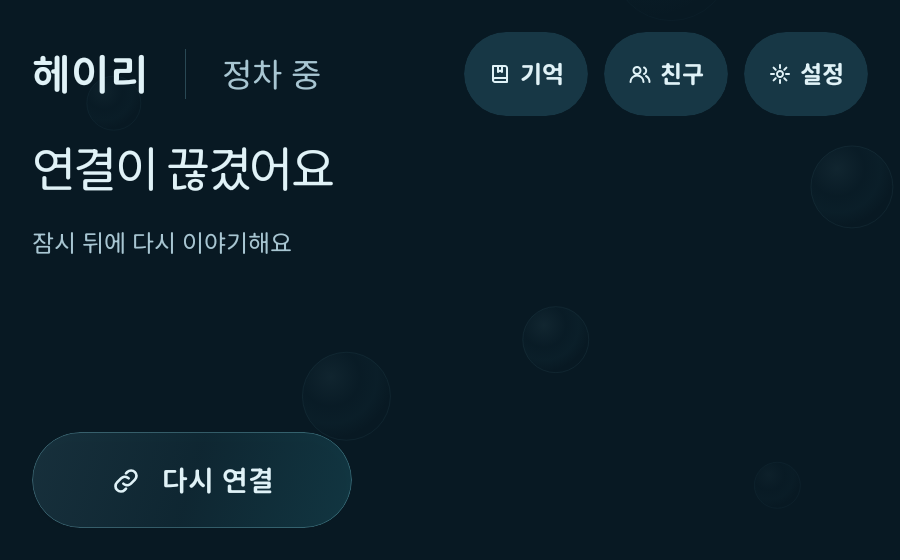 헤이리
정차 중
기억
친구
설정
연결이 끊겼어요
잠시 뒤에 다시 이야기해요
다시 연결